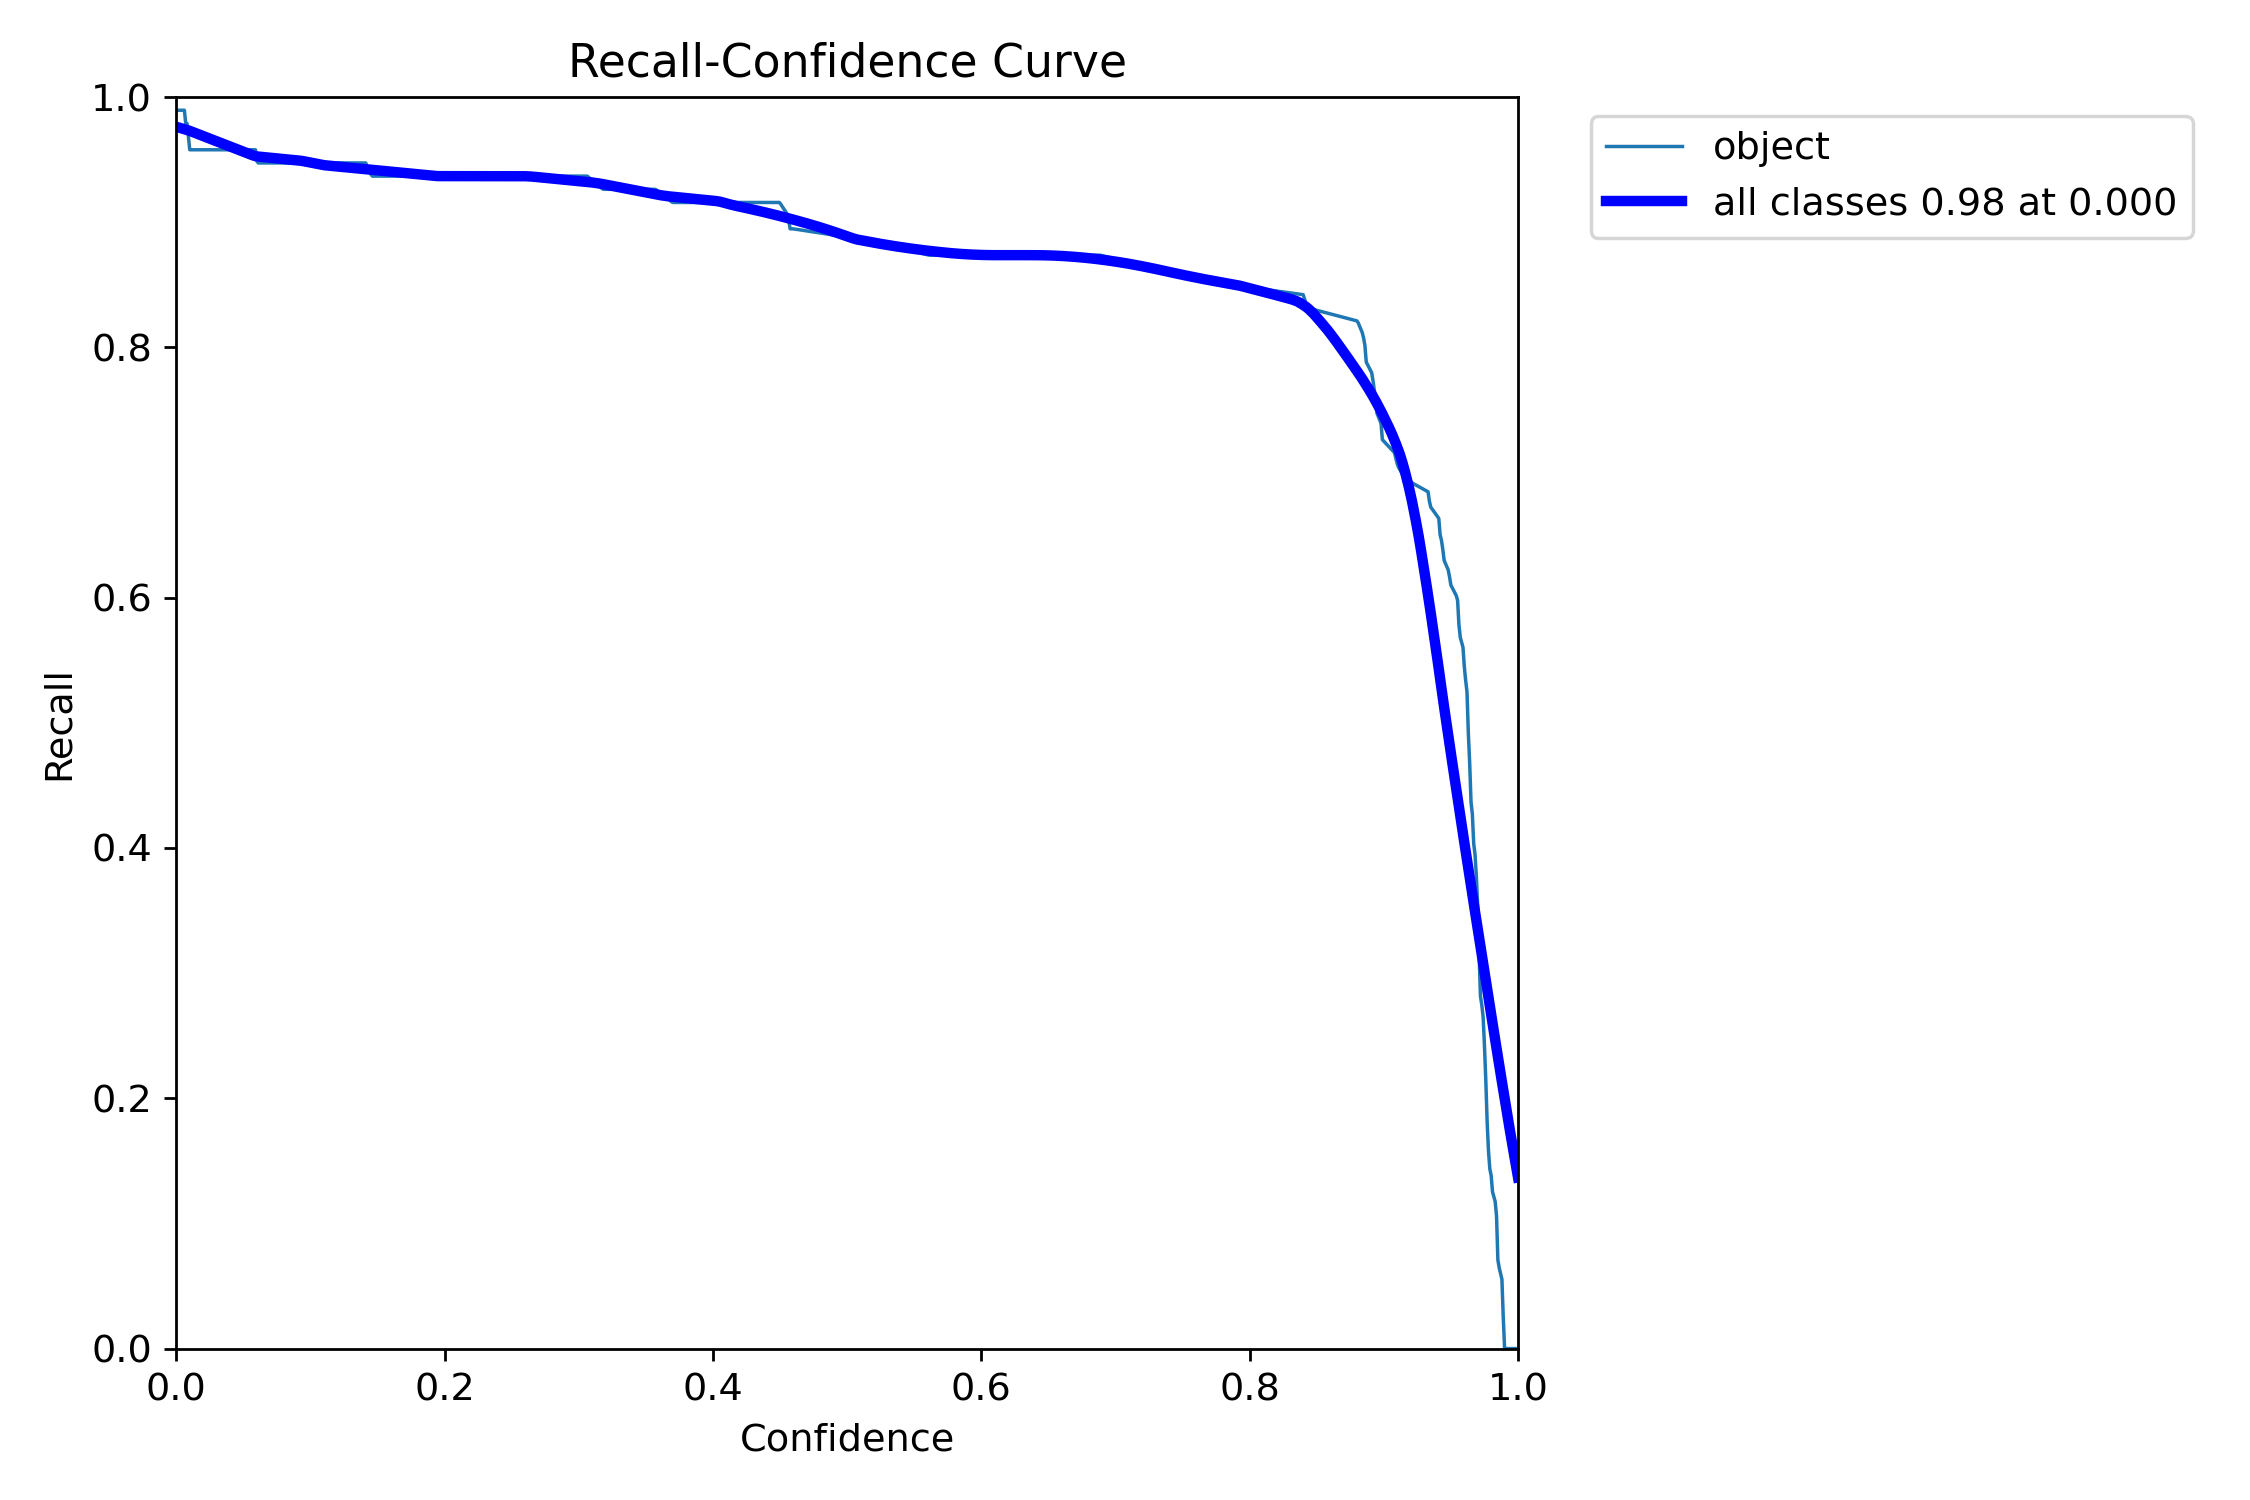 Recall-Confidence Curve
1.0
0.8
0.6
0.4
0.2
0.0
Recall
0.0 0.2 0.4 0.6 0.8 1.0
Confidence
object
all classes 0.98 at 0.000